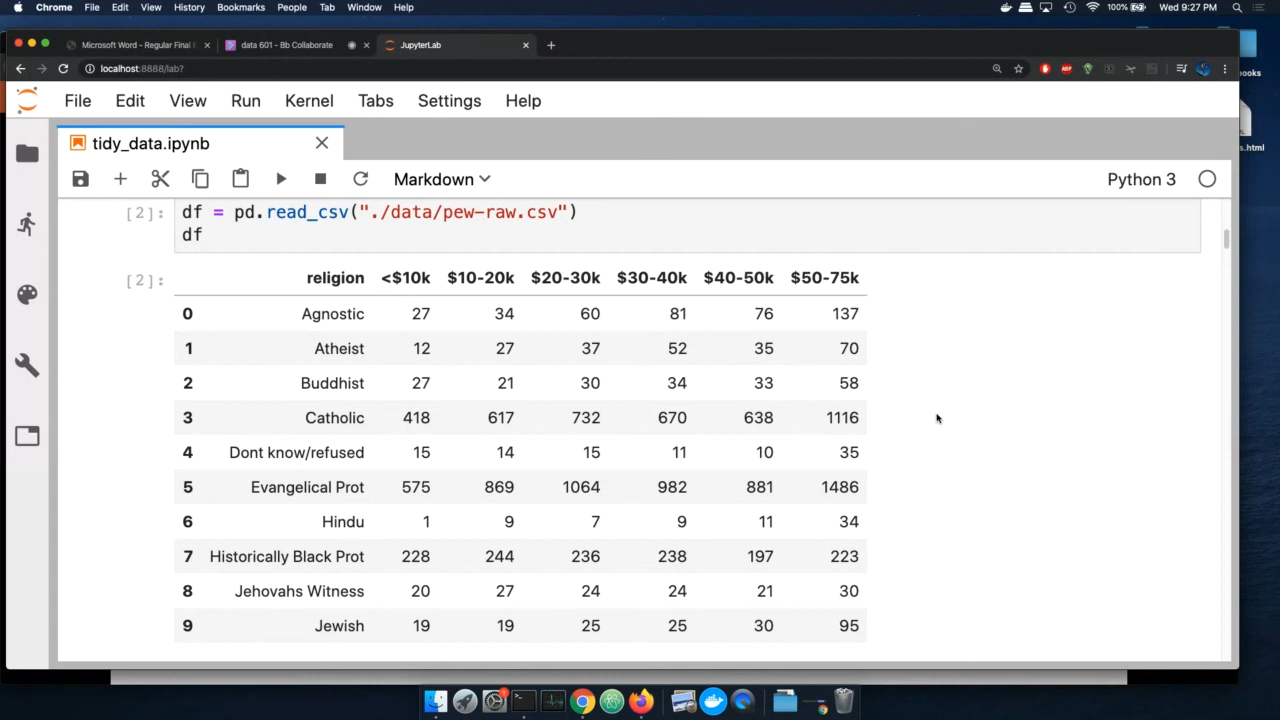 Chrome File Edit View History Bookmarks People Tab Window Help 100% Wed 9:27 PM
Microsoft Word - Regular Final E data 601 - Bb Collaborate JupyterLab
localhost:8888/lab?
ABP
File Edit View Run Kernel Tabs Settings Help
tidy_data.ipynb
Markdown Python 3
[2]: df = pd.read_csv("./data/pew-raw.csv")
df
[2]: religion <$10k $10-20k $20-30k $30-40k $40-50k $50-75k
0 Agnostic 27 34 60 81 76 137
1 Atheist 12 27 37 52 35 70
2 Buddhist 27 21 30 34 33 58
3 Catholic 418 617 732 670 638 1116
4 Dont know/refused 15 14 15 11 10 35
5 Evangelical Prot 575 869 1064 982 881 1486
6 Hindu 1 9 7 9 11 34
7 Historically Black Prot 228 244 236 238 197 223
8 Jehovahs Witness 20 27 24 24 21 30
9 Jewish 19 19 25 25 30 95